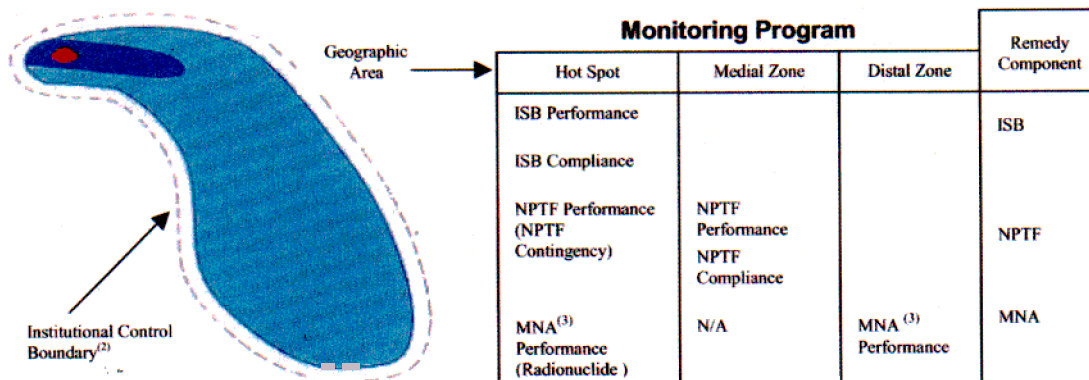 Monitoring Program
Geographic
Area
Hot Spot
Medial Zone
Distal Zone
Remedy
Component
ISB Performance
ISB Compliance
ISB
NPTF Performance
(NPTF
Contingency)
NPTF
Performance
NPTF
Compliance
NPTF
MNA(3)
Performance
(Radionuclide )
N/A
MNA (3)
Performance
MNA
Institutional Control
Boundary(2)